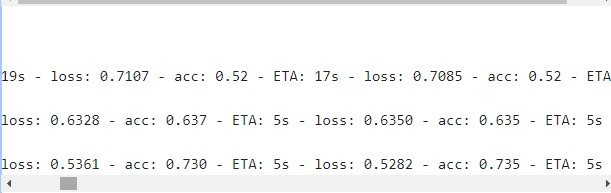 19s - loss: 0.7107 - acc: 0.52 - ETA: 17s - loss: 0.7085 - acc: 0.52 - ETA
loss: 0.6328 - acc: 0.637 - ETA: 5s - loss: 0.6350 - acc: 0.635 - ETA: 5s
loss: 0.5361 - acc: 0.730 - ETA: 5s - loss: 0.5282 - acc: 0.735 - ETA: 5s